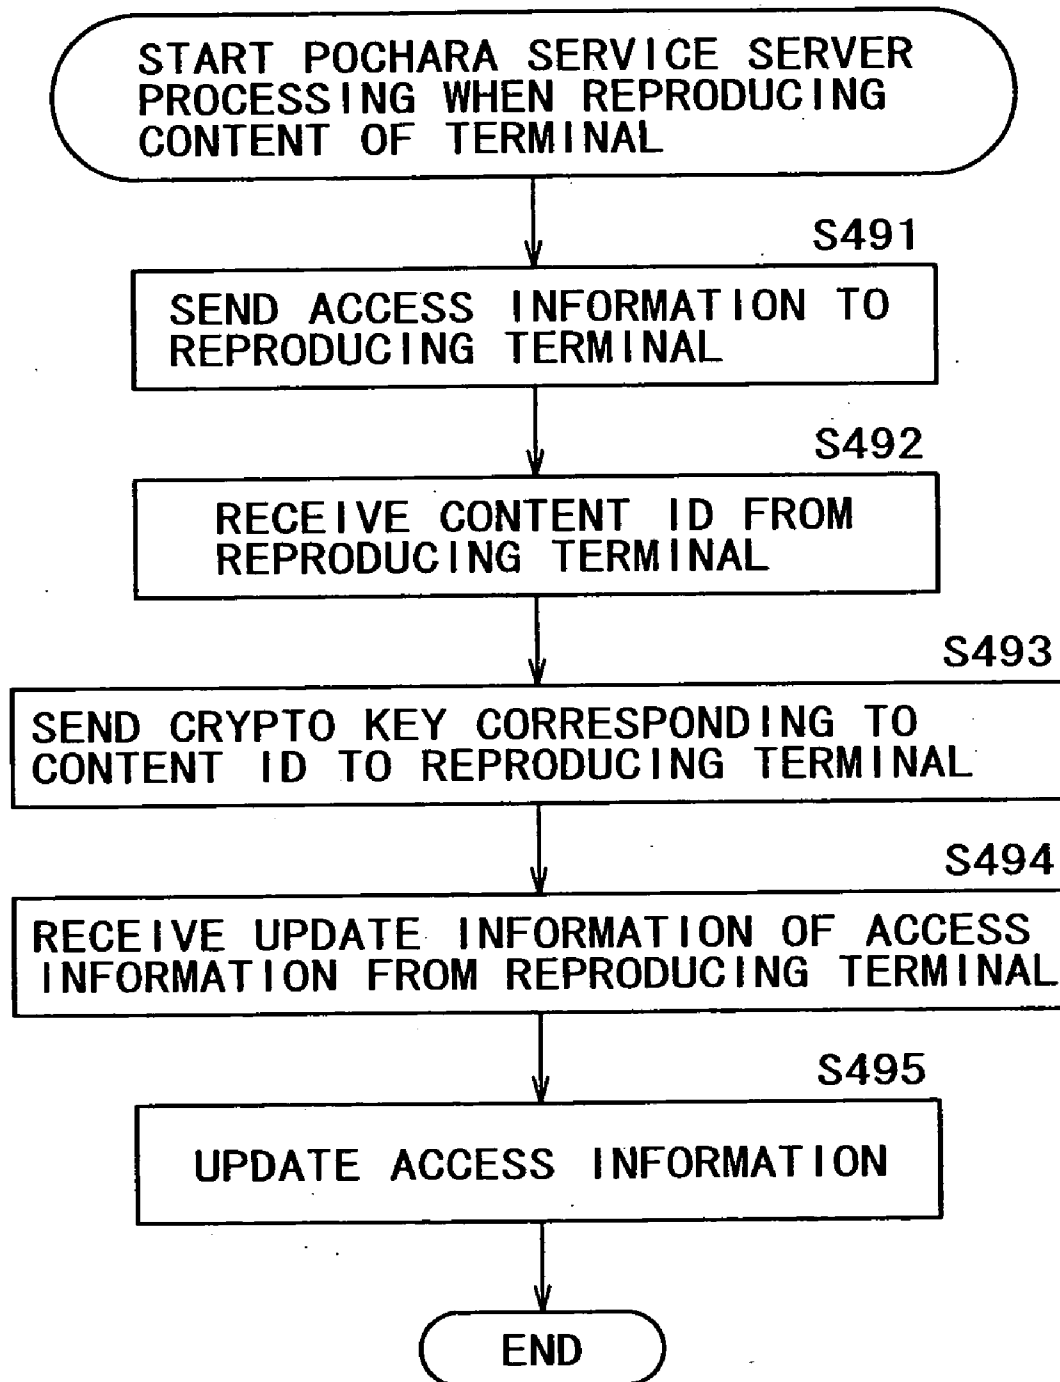 START POCHARA SERVICE SERVER
PROCESSING WHEN REPRODUCING
CONTENT OF TERMINAL
S491
SEND ACCESS INFORMATION TO
REPRODUCING TERMINAL
S492
RECEIVE CONTENT ID FROM
REPRODUCING TERMINAL
S493
SEND CRYPTO KEY CORRESPONDING TO
CONTENT ID TO REPRODUCING TERMINAL
S494
RECEIVE UPDATE INFORMATION OF ACCESS
INFORMATION FROM REPRODUCING TERMINAL
S495
UPDATE ACCESS INFORMATION
END